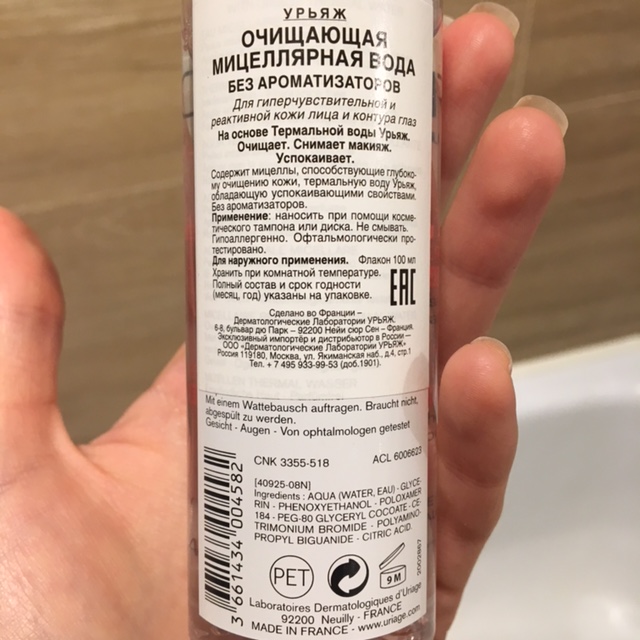 УРЬЯЖ
ОЧИЩАЮЩАЯ
МИЦЕЛЛЯРНАЯ ВОДА
БЕЗ АРОМАТИЗАТОРОВ
Для гиперчувствительной и
реактивной кожи лица и контура глаз
На основе Термальной воды Урьяж.
Очищает. Снимает макияж.
Успокаивает.
Содержит мицеллы, способствующие глубоко-
му очищению кожи, термальную воду Урьяж,
обладающую успокаивающими свойствами.
Без ароматизаторов.
Применение: наносить при помощи косме-
тического тампона или диска. Не смывать.
Гипоаллергенно. Офтальмологически про-
тестировано.
Для наружного применения. Флакон 100 мл
Хранить при комнатной температуре.
Полный состав и срок годности
(месяц, год) указаны на упаковке.
EAC
Сделано во Франции –
Дерматологические Лаборатории УРЬЯЖ,
6-8, бульвар дю Парк – 92200 Нейи сюр Сен – Франция.
Эксклюзивный импортёр и дистрибьютор в России –
ООО «Дерматологические Лаборатории УРЬЯЖ»
Россия 119180, Москва, ул. Якиманская наб., д.4, стр.1
Тел. + 7 495 933-99-53 (доб.1901).
Mit einem Wattebausch auftragen. Braucht nicht
abgespült zu werden.
Gesicht - Augen - Von ophtalmologen getestet
CNK 3355-518 ACL 6006623
[40925-08N]
Ingredients : AQUA (WATER, EAU) - GLYCE-
RIN - PHENOXYETHANOL - POLOXAMER
184 - PEG-80 GLYCERYL COCOATE - CE-
TRIMONIUM BROMIDE - POLYAMINO-
PROPYL BIGUANIDE - CITRIC ACID.
3 661434 004582
PET
9 M
Laboratoires Dermatologiques d'Uriage
92200 Neuilly - FRANCE
MADE IN FRANCE - www.uriage.com